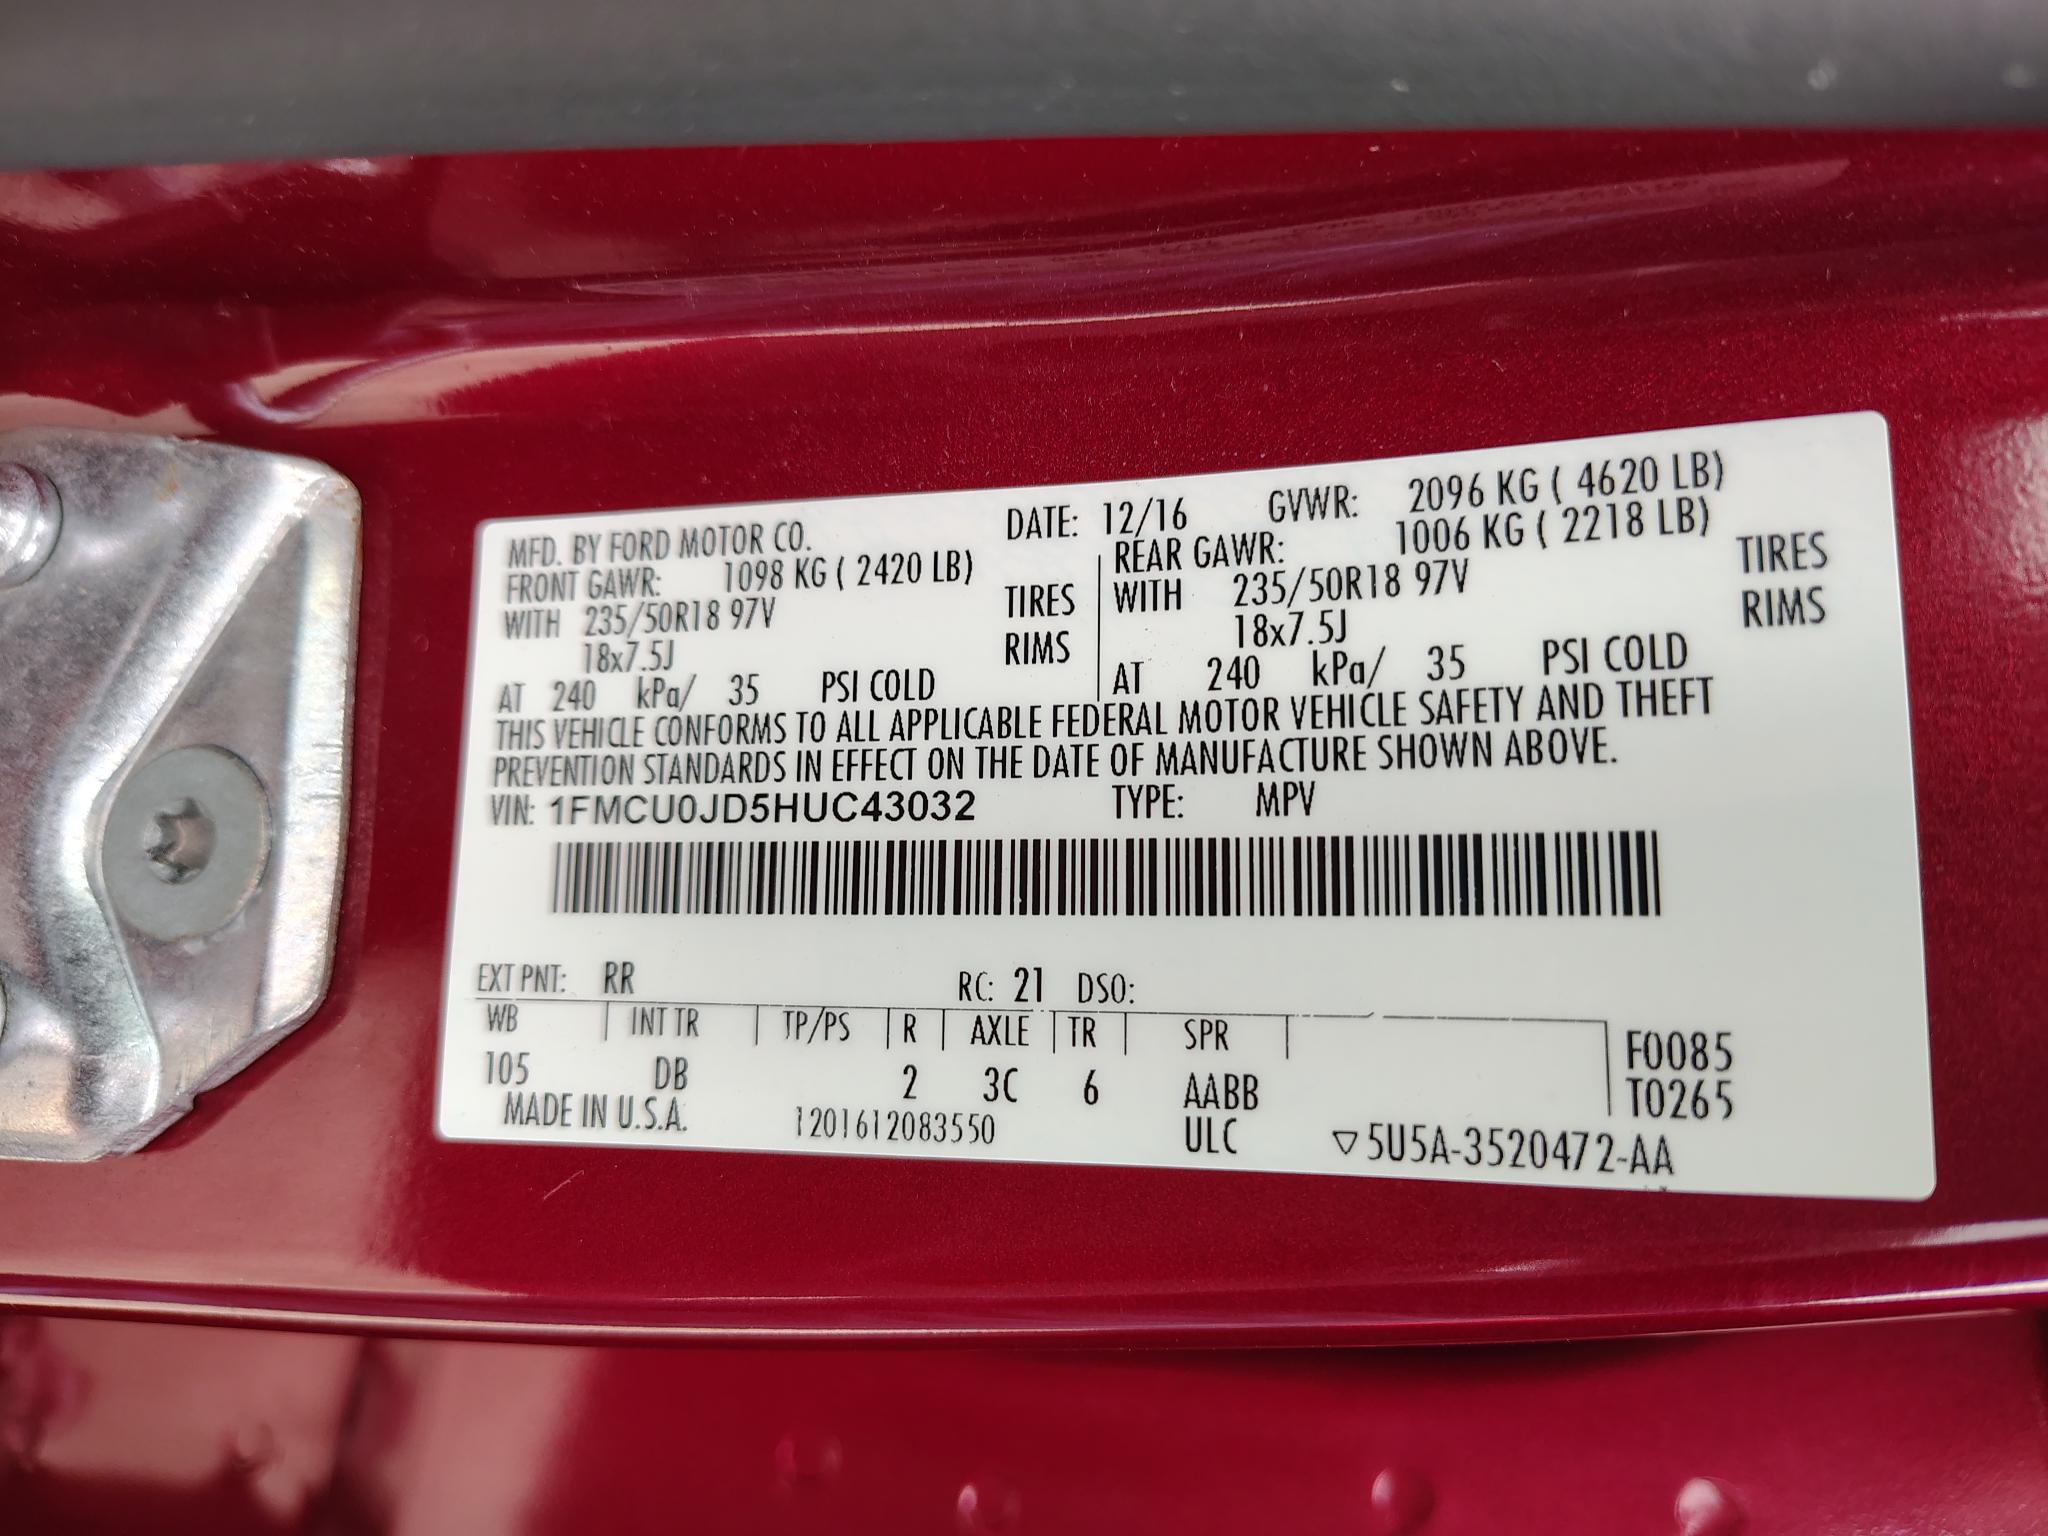 MFD. BY FORD MOTOR CO. DATE: 12/16 GVWR: 2096 KG ( 4620 LB)
FRONT GAWR: 1098 KG ( 2420 LB) REAR GAWR: 1006 KG ( 2218 LB)
WITH 235/50R18 97V TIRES WITH 235/50R18 97V TIRES
18x7.5J RIMS 18x7.5J RIMS
AT 240 kPa/ 35 PSI COLD AT 240 kPa/ 35 PSI COLD
THIS VEHICLE CONFORMS TO ALL APPLICABLE FEDERAL MOTOR VEHICLE SAFETY AND THEFT
PREVENTION STANDARDS IN EFFECT ON THE DATE OF MANUFACTURE SHOWN ABOVE.
VIN: 1FMCU0JD5HUC43032 TYPE: MPV
EXT PNT: RR RC: 21 DSO:
WB INT TR TP/PS R AXLE TR SPR F0085
105 DB 2 3C 6 AABB T0265
MADE IN U.S.A. 1201612083550 ULC ▽5U5A-3520472-AA